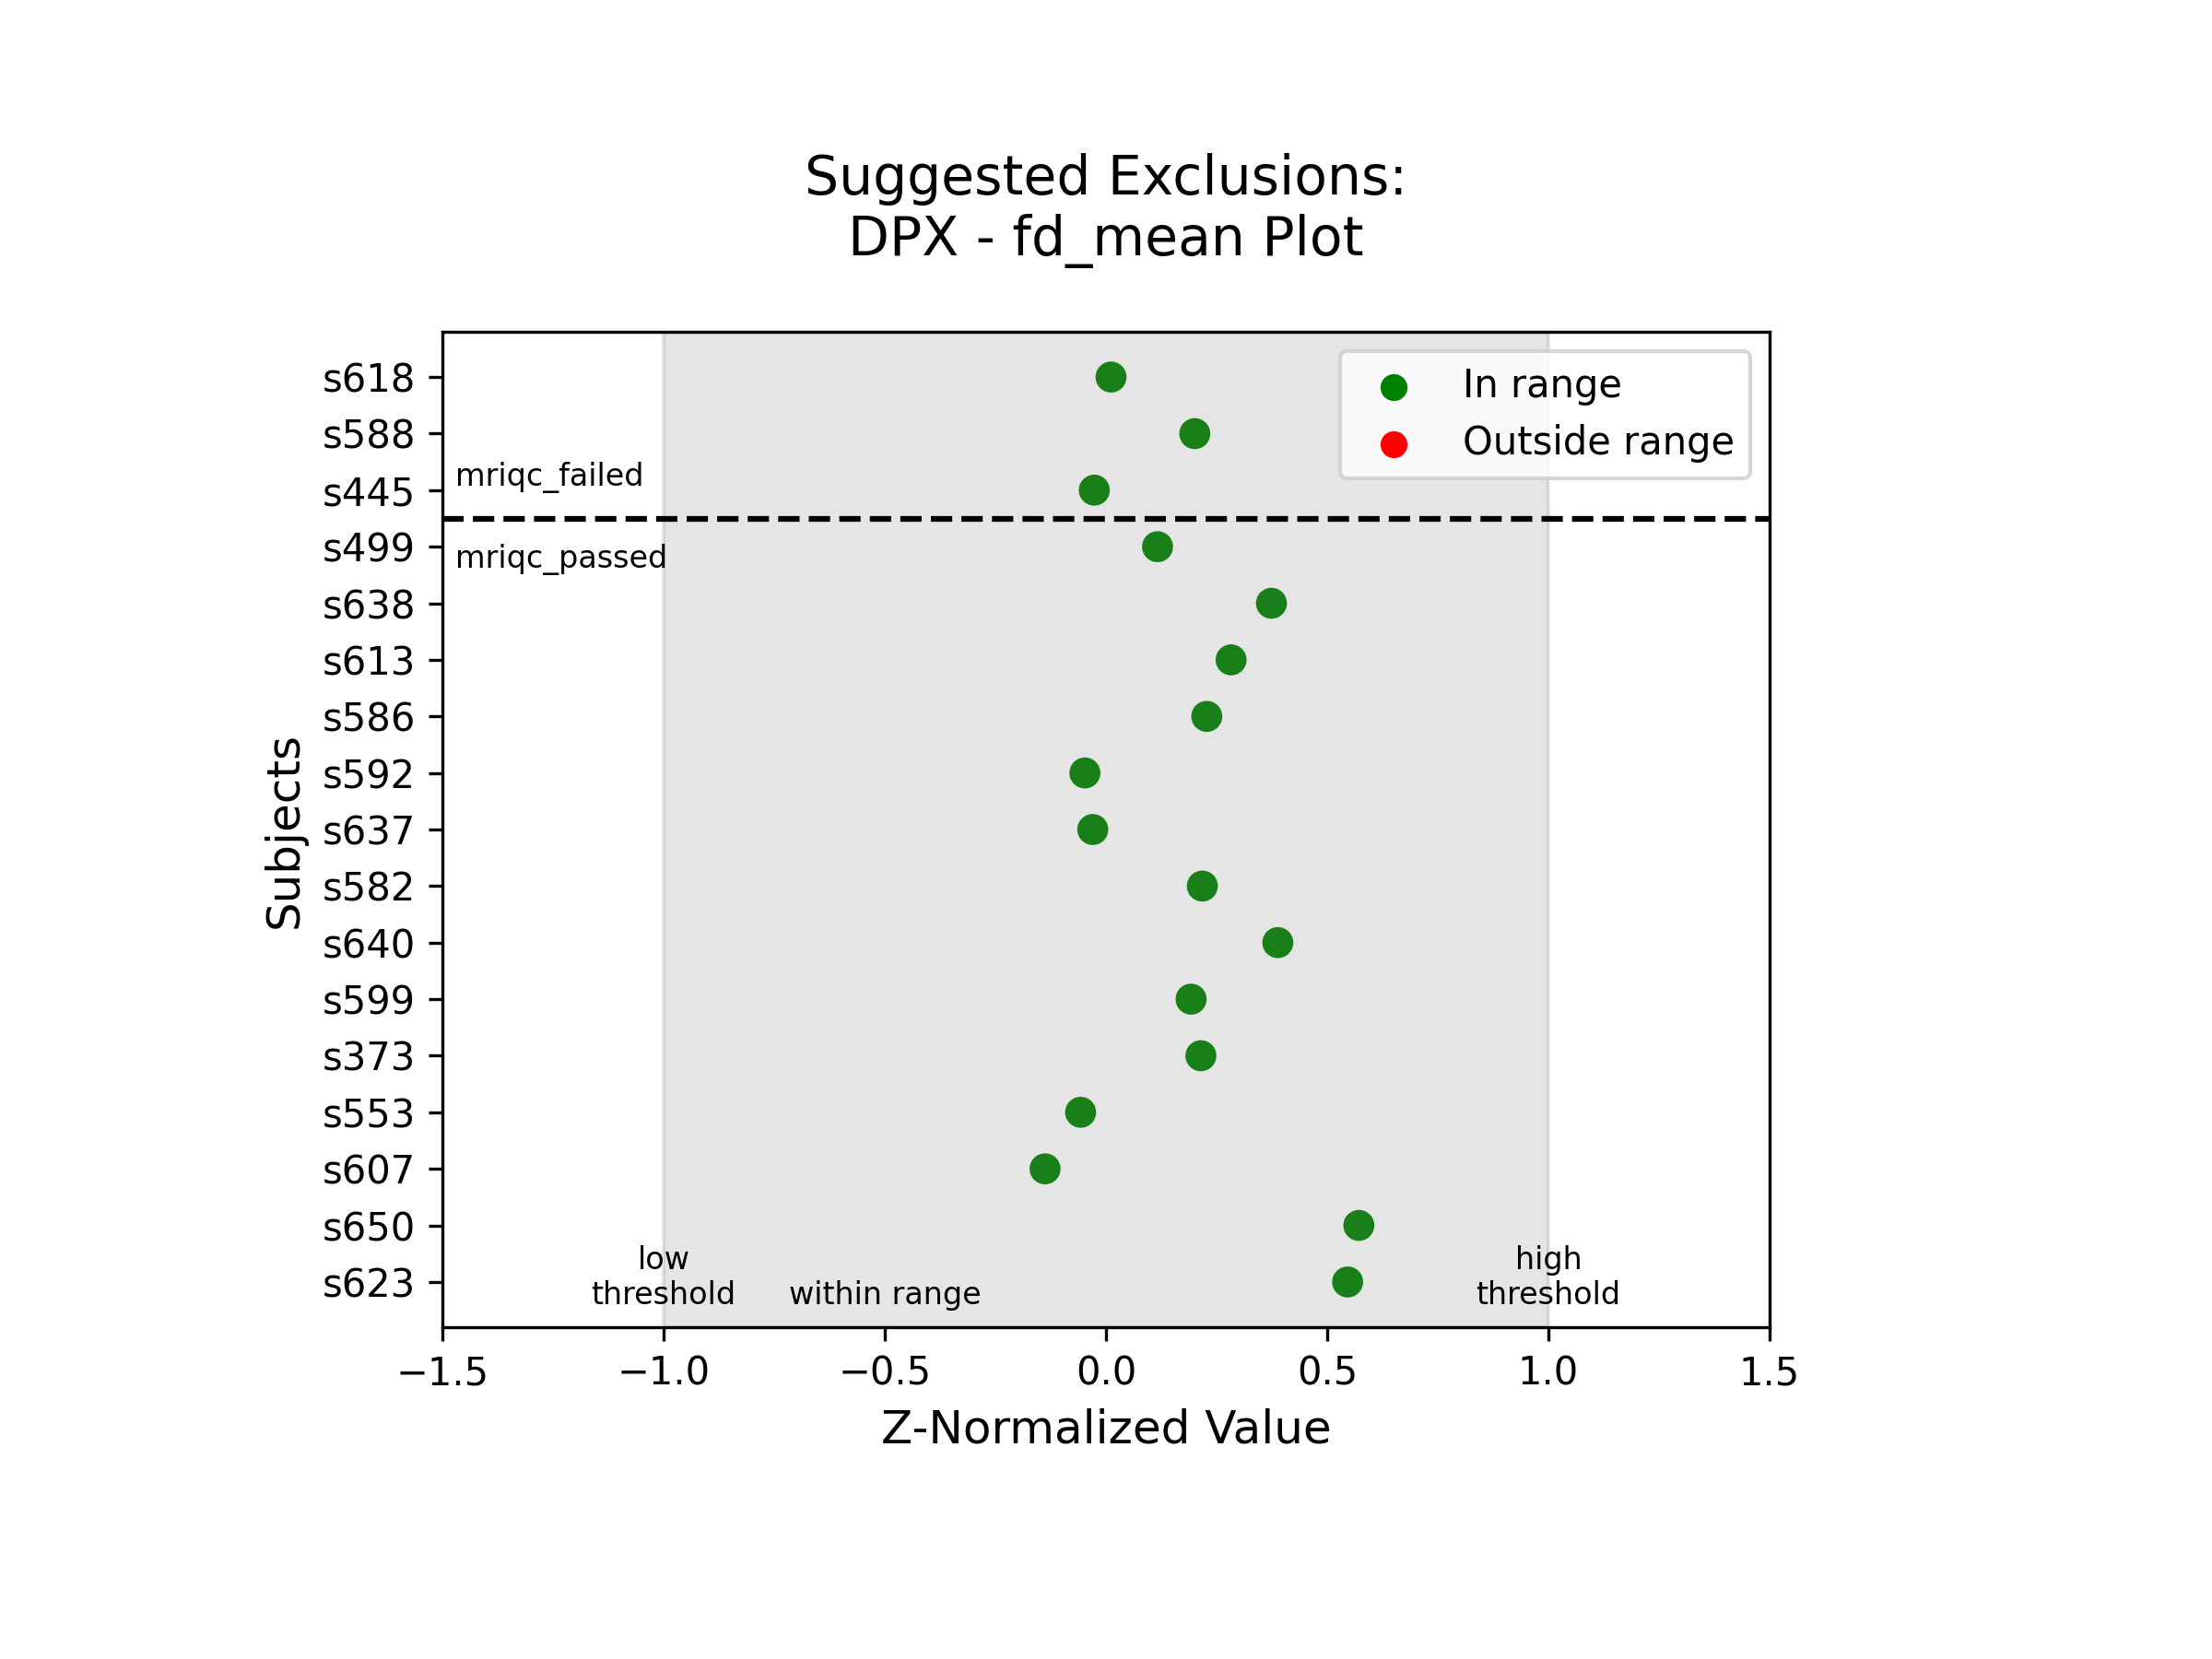 Suggested Exclusions:
DPX - fd_mean Plot
In range
Outside range
s618
s588
mriqc_failed
s445
s499
mriqc_passed
s638
s613
s586
s592
s637
s582
s640
s599
s373
s553
s607
s650
s623
Subjects
low
threshold
within range
high
threshold
−1.5 −1.0 −0.5 0.0 0.5 1.0 1.5
Z-Normalized Value